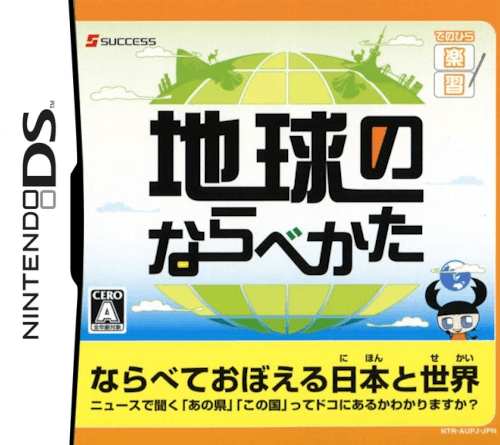 NINTENDO DS™
SUCCESS
てのひら
楽
習
地球の
ならべかた
CERO
A
全年齢対象
ならべておぼえる日本と世界
にほん
せかい
ニュースで聞く「あの県」「この国」ってドコにあるかわかりますか？
NTR-AUPJ-JPN